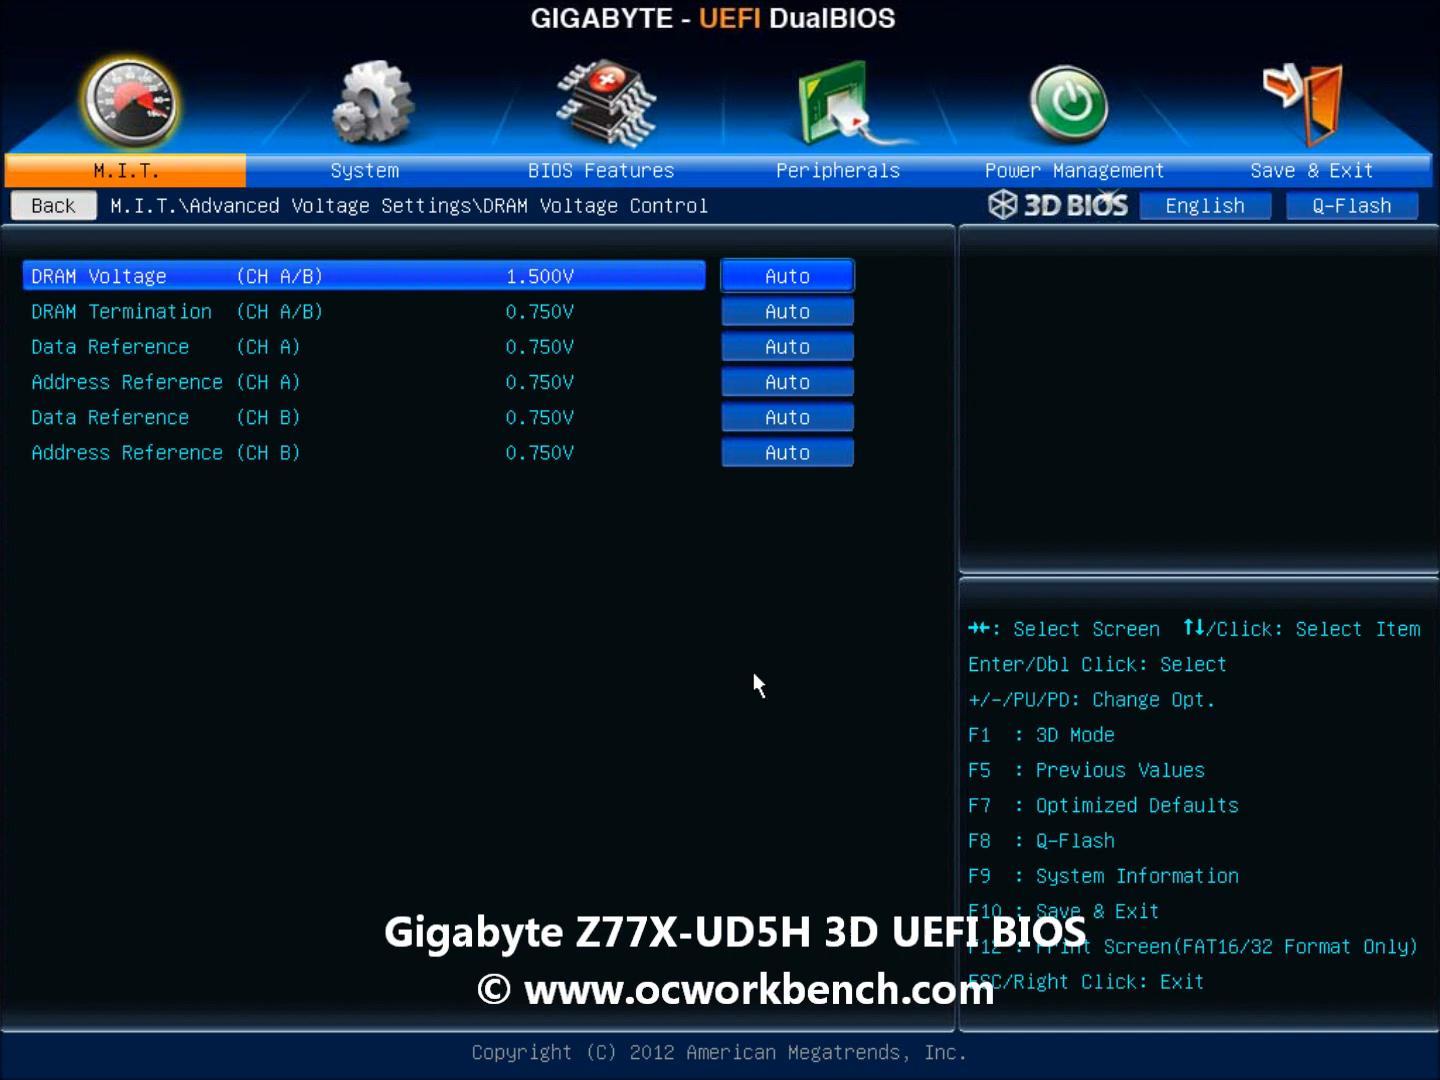 GIGABYTE - UEFI DualBIOS
M.I.T. System BIOS Features Peripherals Power Management Save & Exit
Back M.I.T.\Advanced Voltage Settings\DRAM Voltage Control 3D BIOS English Q-Flash
DRAM Voltage (CH A/B) 1.500V Auto
DRAM Termination (CH A/B) 0.750V Auto
Data Reference (CH A) 0.750V Auto
Address Reference (CH A) 0.750V Auto
Data Reference (CH B) 0.750V Auto
Address Reference (CH B) 0.750V Auto
→←: Select Screen ↑↓/Click: Select Item
Enter/Dbl Click: Select
+/-/PU/PD: Change Opt.
F1 : 3D Mode
F5 : Previous Values
F7 : Optimized Defaults
F8 : Q-Flash
F9 : System Information
F10 : Save & Exit
F12 : Print Screen(FAT16/32 Format Only)
ESC/Right Click: Exit
Gigabyte Z77X-UD5H 3D UEFI BIOS
© www.ocworkbench.com
Copyright (C) 2012 American Megatrends, Inc.